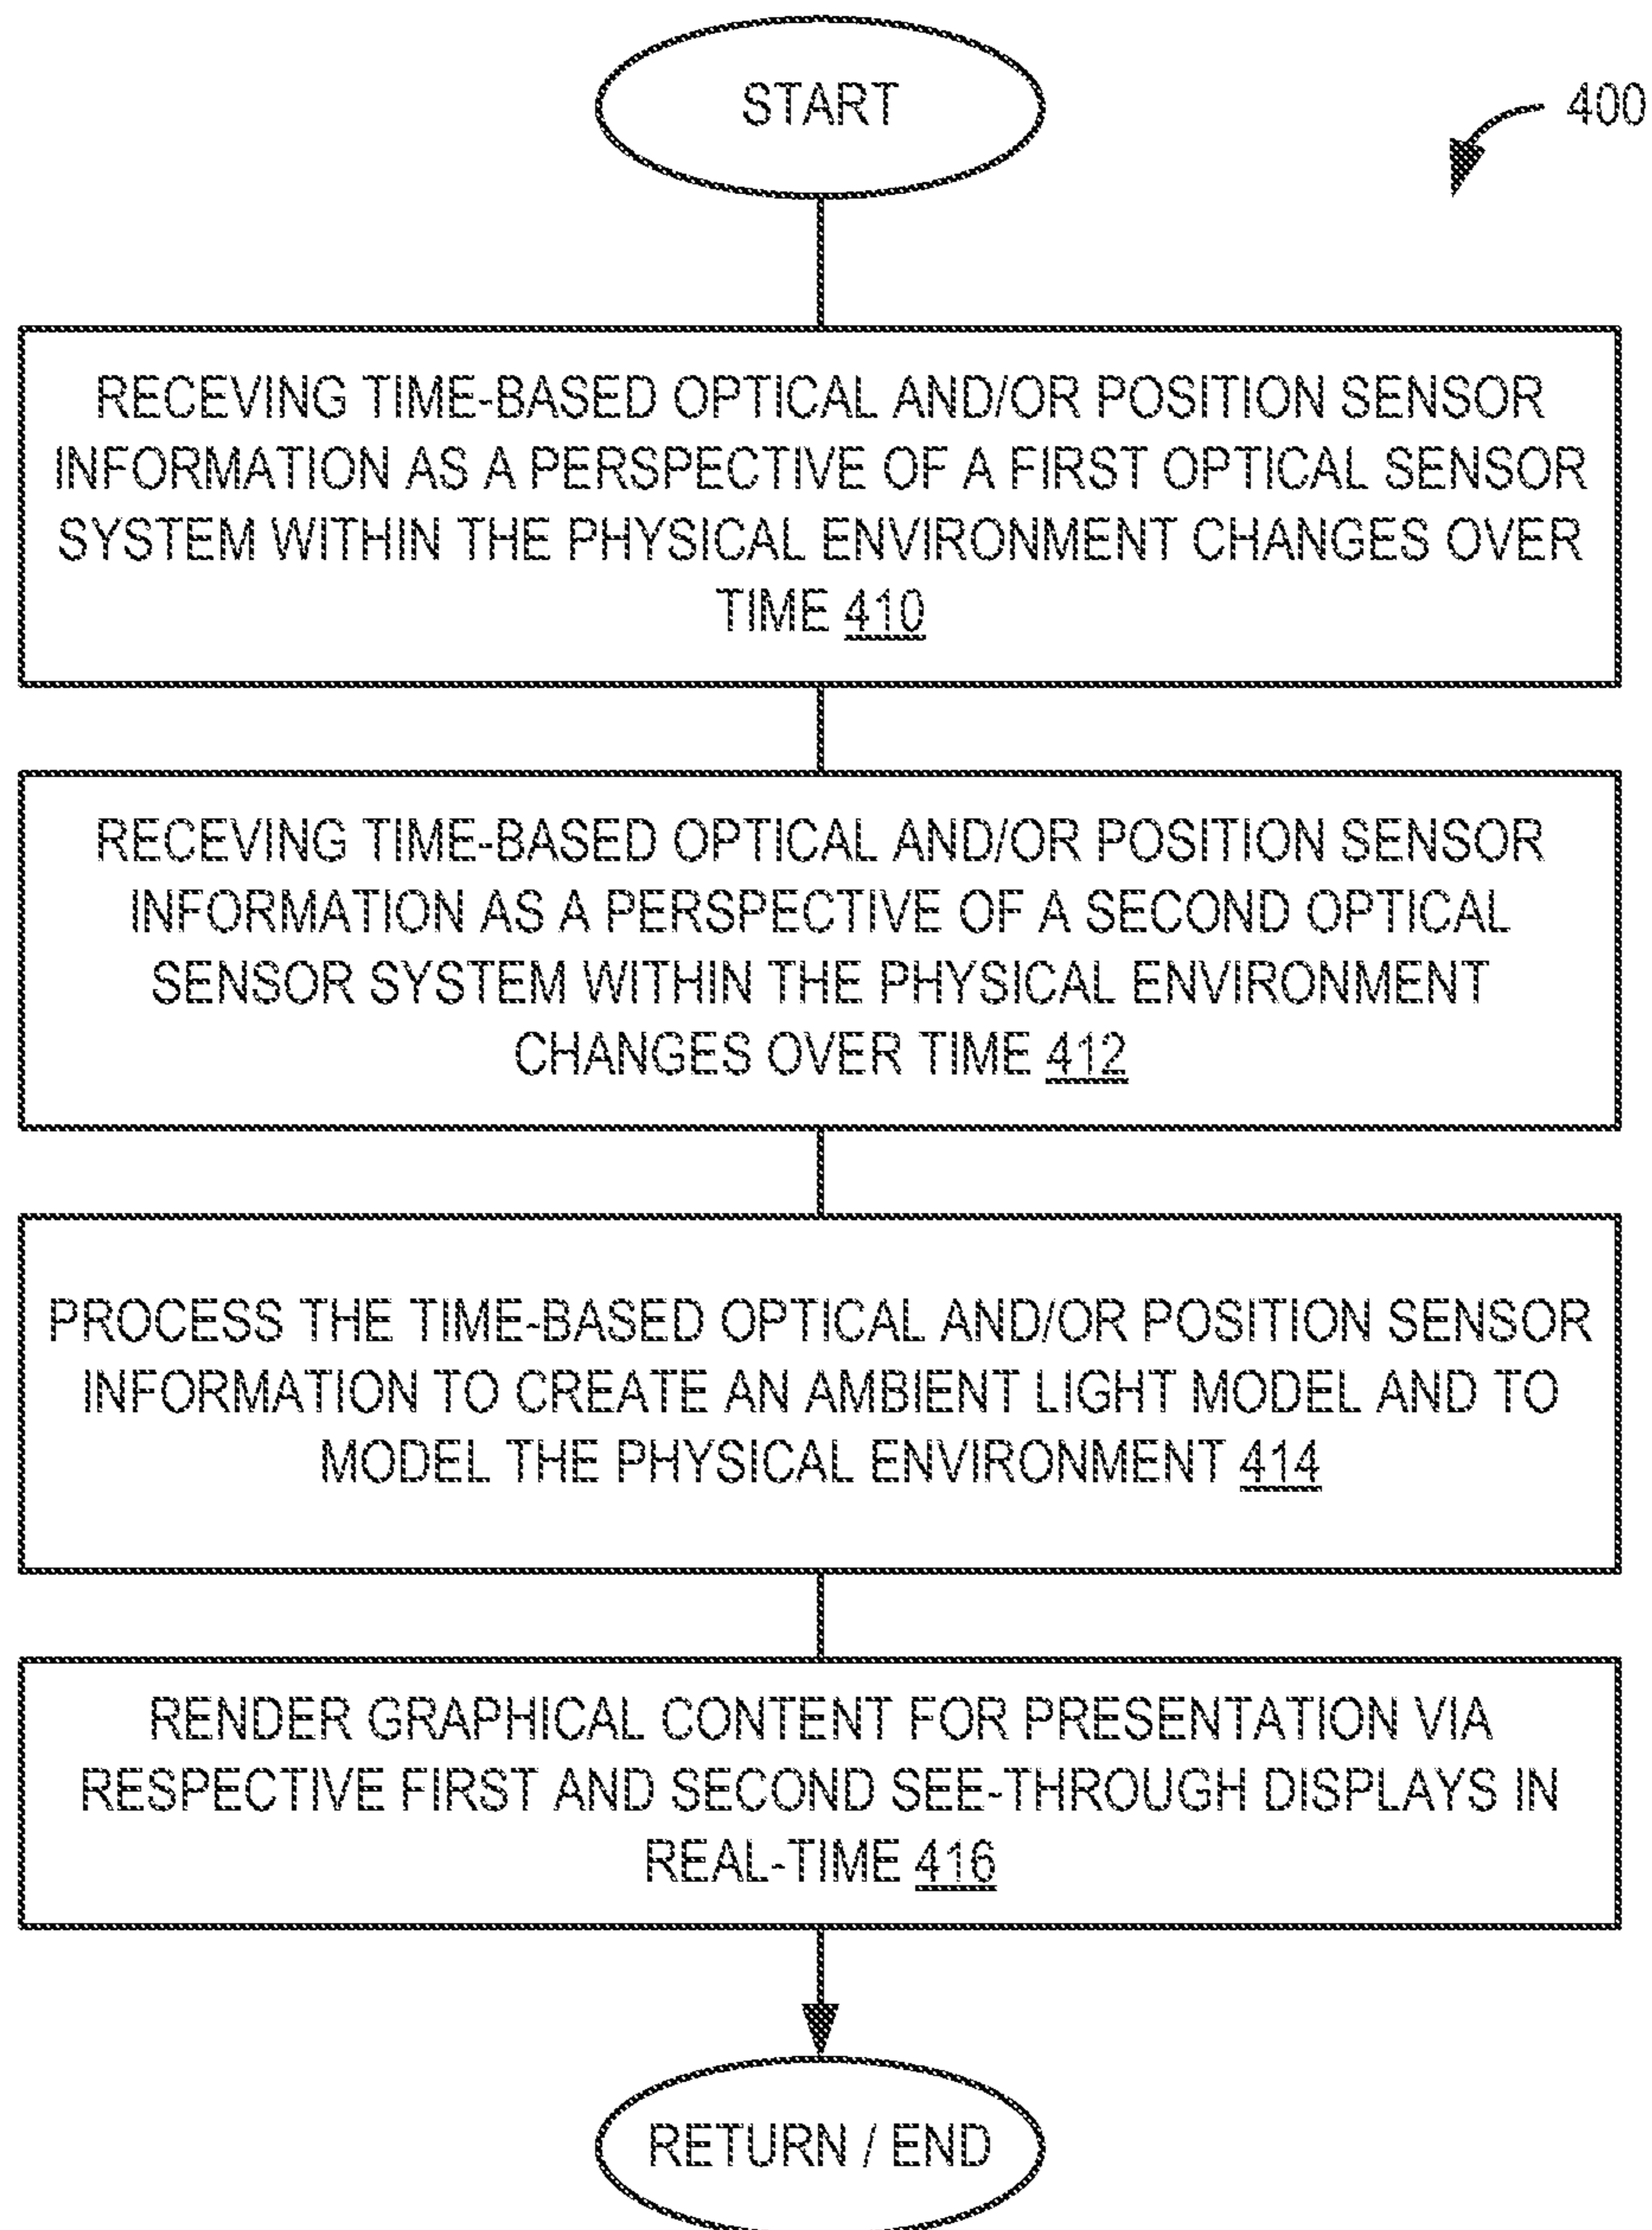 START
400
RECEVING TIME-BASED OPTICAL AND/OR POSITION SENSOR
INFORMATION AS A PERSPECTIVE OF A FIRST OPTICAL SENSOR
SYSTEM WITHIN THE PHYSICAL ENVIRONMENT CHANGES OVER
TIME 410
RECEVING TIME-BASED OPTICAL AND/OR POSITION SENSOR
INFORMATION AS A PERSPECTIVE OF A SECOND OPTICAL
SENSOR SYSTEM WITHIN THE PHYSICAL ENVIRONMENT
CHANGES OVER TIME 412
PROCESS THE TIME-BASED OPTICAL AND/OR POSITION SENSOR
INFORMATION TO CREATE AN AMBIENT LIGHT MODEL AND TO
MODEL THE PHYSICAL ENVIRONMENT 414
RENDER GRAPHICAL CONTENT FOR PRESENTATION VIA
RESPECTIVE FIRST AND SECOND SEE-THROUGH DISPLAYS IN
REAL-TIME 416
RETURN / END